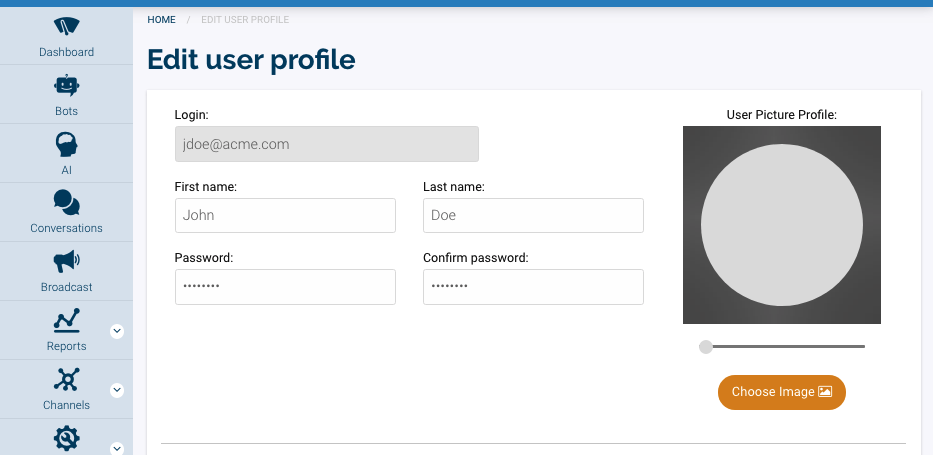 HOME / EDIT USER PROFILE
Edit user profile
Dashboard
Bots
AI
Conversations
Broadcast
Reports
Channels
Login:
jdoe@acme.com
First name:
Last name:
John
Doe
Password:
Confirm password:
••••••••
••••••••
User Picture Profile:
Choose Image